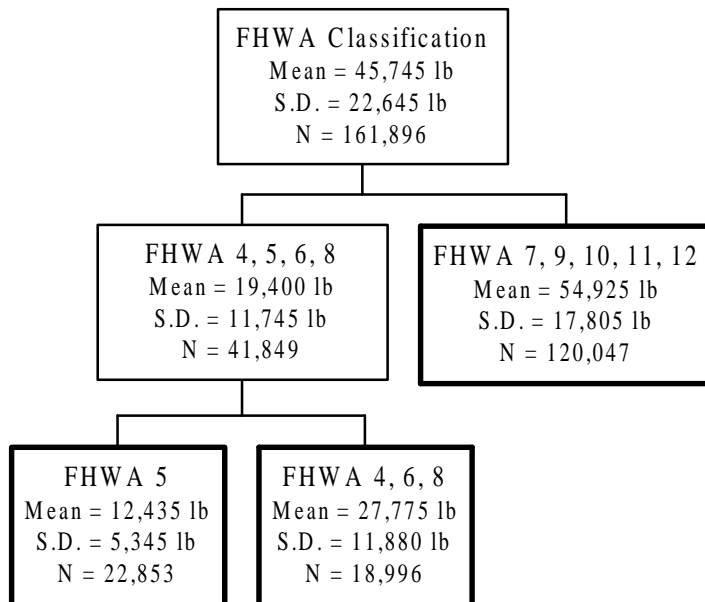 FHWA Classification
Mean = 45,745 lb
S.D. = 22,645 lb
N = 161,896
FHWA 4, 5, 6, 8
Mean = 19,400 lb
S.D. = 11,745 lb
N = 41,849
FHWA 7, 9, 10, 11, 12
Mean = 54,925 lb
S.D. = 17,805 lb
N = 120,047
FHWA 5
Mean = 12,435 lb
S.D. = 5,345 lb
N = 22,853
FHWA 4, 6, 8
Mean = 27,775 lb
S.D. = 11,880 lb
N = 18,996